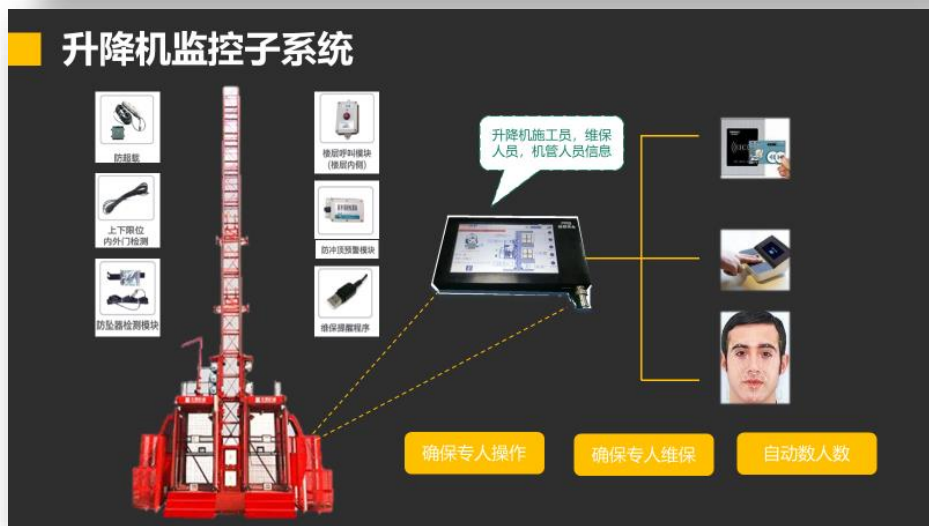 升降机监控子系统
防超载
上下限位
内外门检测
防坠器检测模块
楼层呼叫模块
(楼层内侧)
防冲顶预警模块
维保提醒程序
升降机施工员，维保
人员，机管人员信息
确保专人操作
确保专人维保
自动数人数